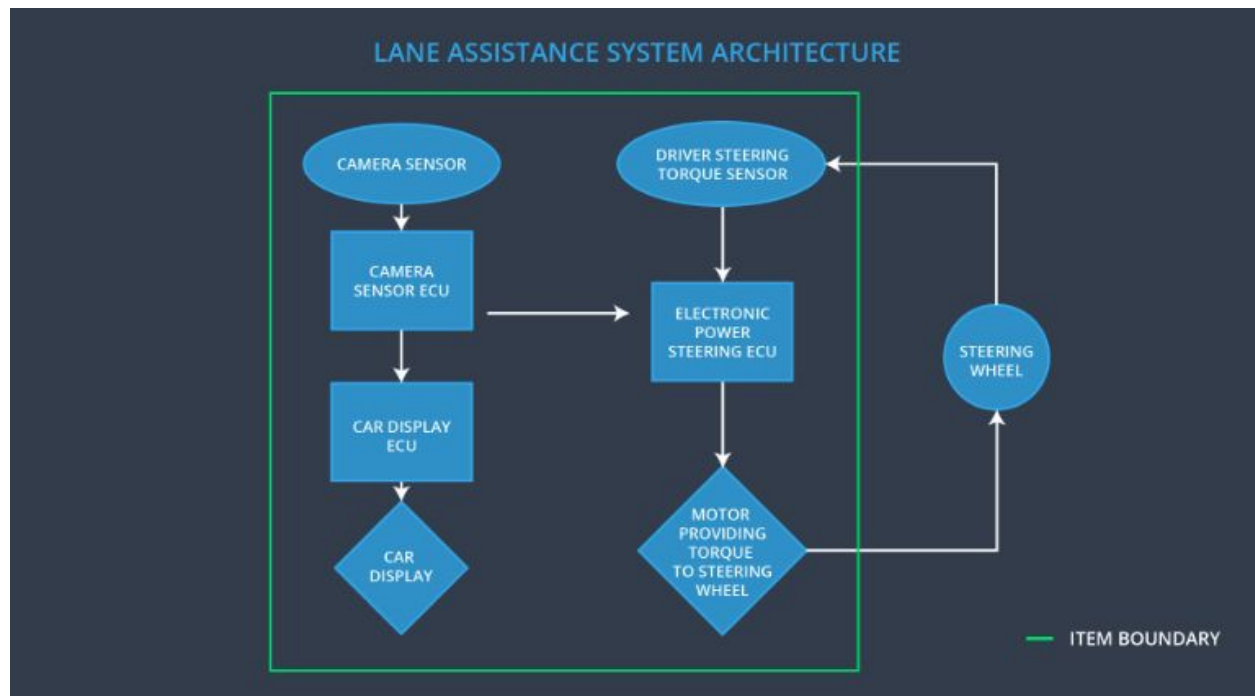 LANE ASSISTANCE SYSTEM ARCHITECTURE
CAMERA SENSOR
CAMERA
SENSOR ECU
CAR DISPLAY
ECU
CAR
DISPLAY
DRIVER STEERING
TORQUE SENSOR
ELECTRONIC
POWER
STEERING ECU
MOTOR
PROVIDING
TORQUE
TO STEERING
WHEEL
STEERING
WHEEL
ITEM BOUNDARY